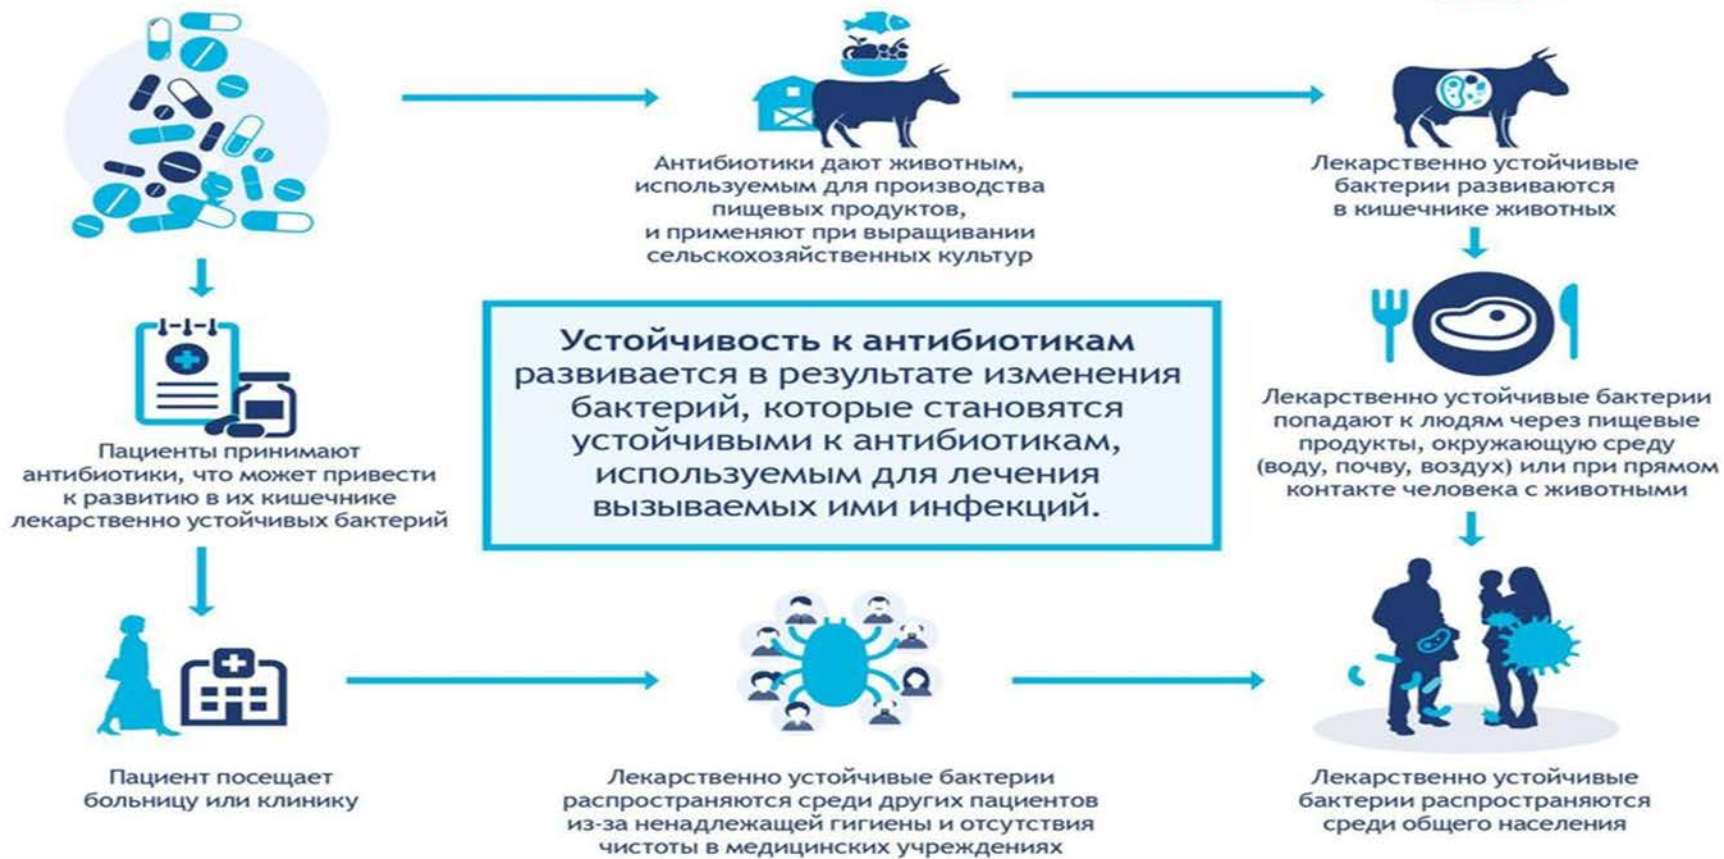 Антибиотики дают животным,
используемым для производства
пищевых продуктов,
и применяют при выращивании
сельскохозяйственных культур
Лекарственно устойчивые
бактерии развиваются
в кишечнике животных
Пациенты принимают
антибиотики, что может привести
к развитию в их кишечнике
лекарственно устойчивых бактерий
Устойчивость к антибиотикам
развивается в результате изменения
бактерий, которые становятся
устойчивыми к антибиотикам,
используемым для лечения
вызываемых ими инфекций.
Лекарственно устойчивые бактерии
попадают к людям через пищевые
продукты, окружающую среду
(воду, почву, воздух) или при прямом
контакте человека с животными
Пациент посещает
больницу или клинику
Лекарственно устойчивые бактерии
распространяются среди других пациентов
из-за ненадлежащей гигиены и отсутствия
чистоты в медицинских учреждениях
Лекарственно устойчивые
бактерии распространяются
среди общего населения